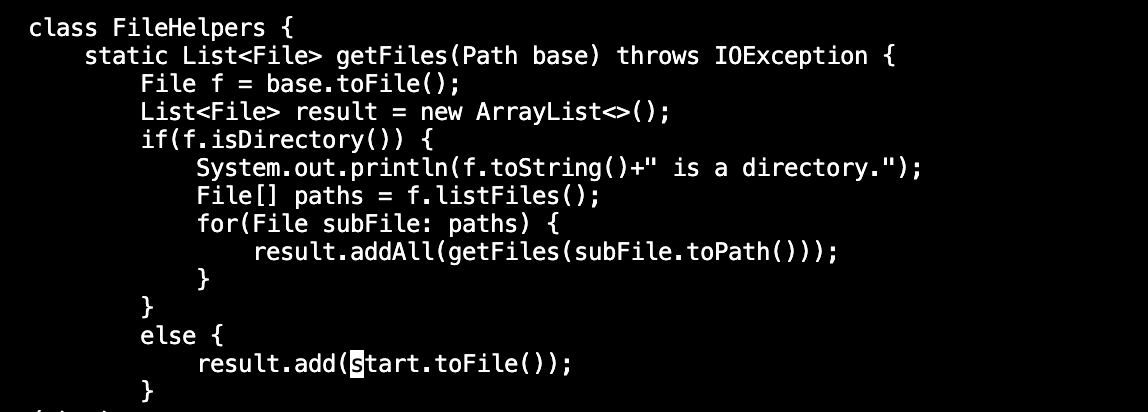 class FileHelpers {
    static List<File> getFiles(Path base) throws IOException {
        File f = base.toFile();
        List<File> result = new ArrayList<>();
        if(f.isDirectory()) {
            System.out.println(f.toString()+" is a directory.");
            File[] paths = f.listFiles();
            for(File subFile: paths) {
                result.addAll(getFiles(subFile.toPath()));
            }
        }
        else {
            result.add(start.toFile());
        }